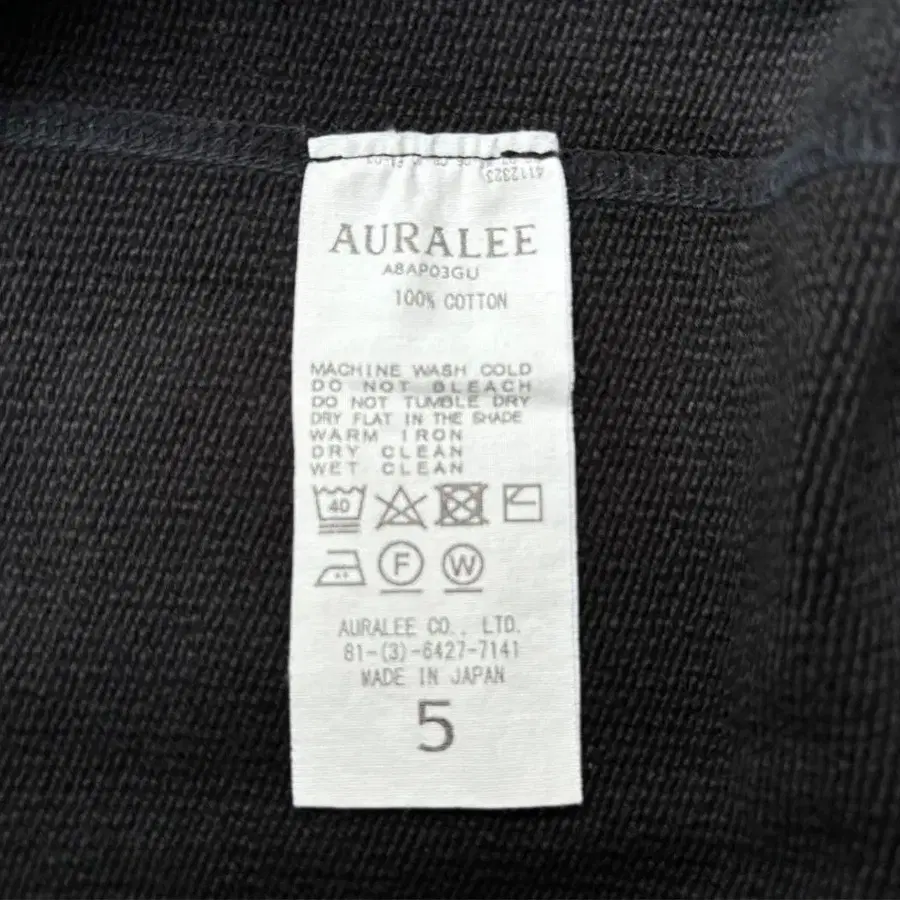 4112323
AURALEE
A8AP03GU
100% COTTON
MACHINE WASH COLD
DO NOT BLEACH
DO NOT TUMBLE DRY
DRY FLAT IN THE SHADE
WARM IRON
DRY CLEAN
WET CLEAN
40
F W
AURALEE CO., LTD.
81-(3)-6427-7141
MADE IN JAPAN
5